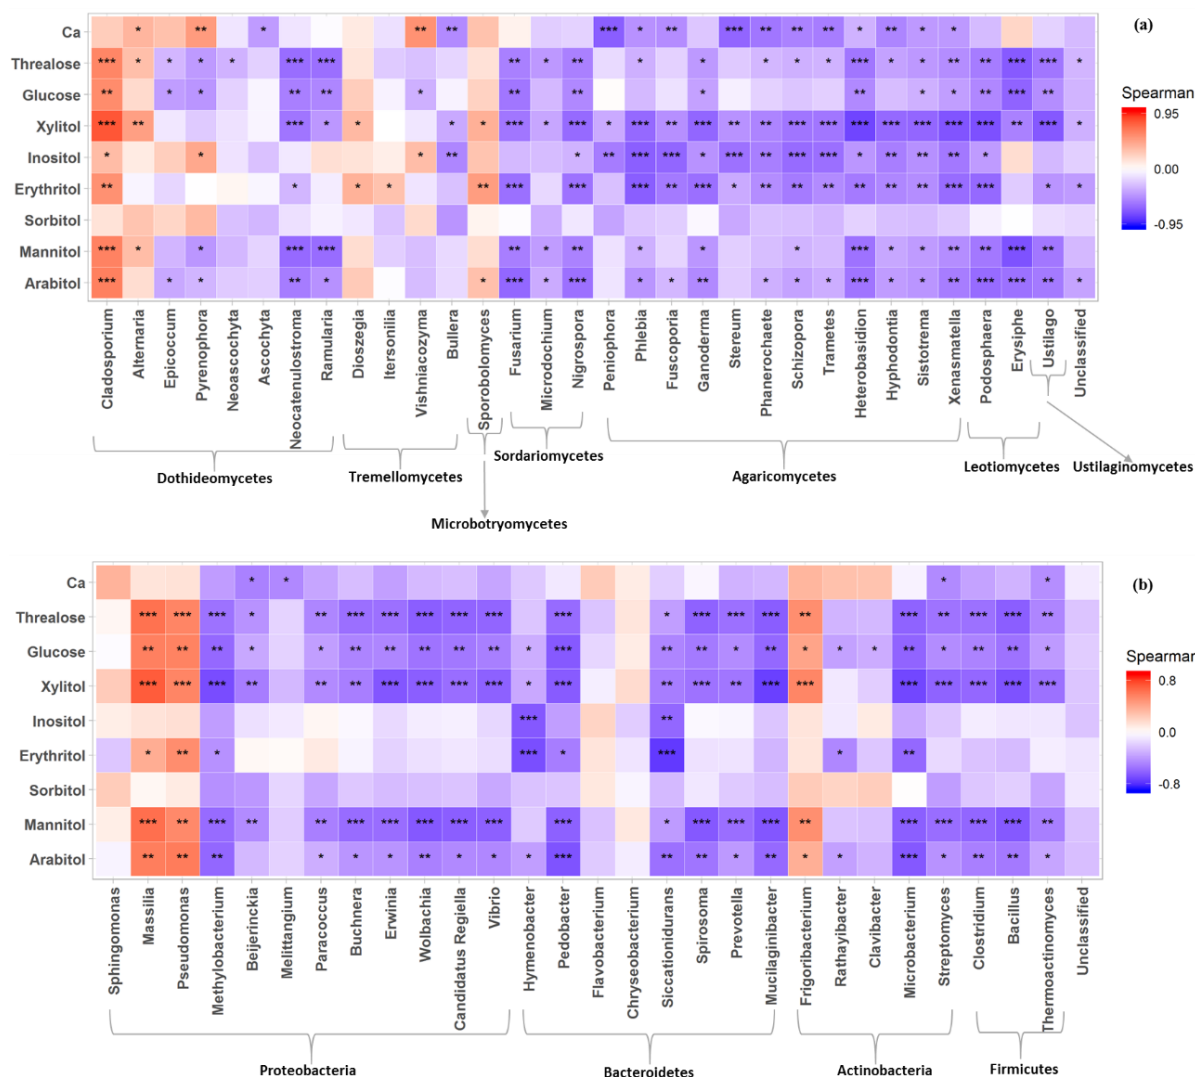 (a)
Ca * ** * ** ** *** * ** *** ** ** ** * ** * *
Threalose *** * * * * *** *** ** * ** * * * * *** * * ** ** *** *** *
Glucose ** * * ** ** * ** ** * ** * * ** *** **
Xylitol *** ** *** * * * * *** * *** * *** ** *** ** *** *** *** *** *** *** *** *** ** *** *
Inositol * * * ** * ** *** *** * *** ** *** *** * ** ** *
Erythritol ** * * * ** *** *** *** ** *** * ** ** ** ** ** *** *** * *
Sorbitol
Mannitol *** * * *** *** ** * ** * * * *** * * ** ** *** **
Arabitol *** * * ** * * *** * *** * * ** * * * *** * * ** *** *** ** *
Spearman
0.95
0.00
-0.95
Cladosporium
Alternaria
Epicoccum
Pyrenophora
Neoascochyta
Ascochyta
Neocatenulostroma
Ramularia
Dioszegia
Itersonilia
Vishniacozyma
Bullera
Sporobolomyces
Fusarium
Microdochium
Nigrospora
Peniophora
Phlebia
Fuscoporia
Ganoderma
Stereum
Phanerochaete
Schizopora
Trametes
Heterobasidion
Hyphodontia
Sistotrema
Xenasmatella
Podosphaera
Erysiphe
Ustilago
Unclassified
Dothideomycetes
Tremellomycetes
Microbotryomycetes
Sordariomycetes
Agaricomycetes
Leotiomycetes
Ustilaginomycetes
(b)
Ca * * * *
Threalose *** *** *** * ** *** *** *** *** *** *** * *** *** *** ** *** ** *** *** **
Glucose ** ** ** * * ** ** ** ** ** * *** ** ** * ** * * * ** * ** ** *
Xylitol *** *** *** ** ** ** *** *** *** *** * *** ** *** ** *** *** *** *** *** *** ***
Inositol *** **
Erythritol * ** * *** * *** * **
Sorbitol
Mannitol *** ** *** ** ** *** *** *** *** *** *** * *** *** *** ** *** *** *** *** **
Arabitol ** ** ** * * * ** * * * *** ** ** * ** * * *** * ** ** *
Spearman
0.8
0.0
-0.8
Sphingomonas
Massilia
Pseudomonas
Methylobacterium
Beijerinckia
Melittangium
Paracoccus
Buchnera
Erwinia
Wolbachia
Candidatus Regiella
Vibrio
Hymenobacter
Pedobacter
Flavobacterium
Chryseobacterium
Siccationidurans
Spirosoma
Prevotella
Mucilaginibacter
Frigoribacterium
Rathayibacter
Clavibacter
Microbacterium
Streptomyces
Clostridium
Bacillus
Thermoactinomyces
Unclassified
Proteobacteria
Bacteroidetes
Actinobacteria
Firmicutes